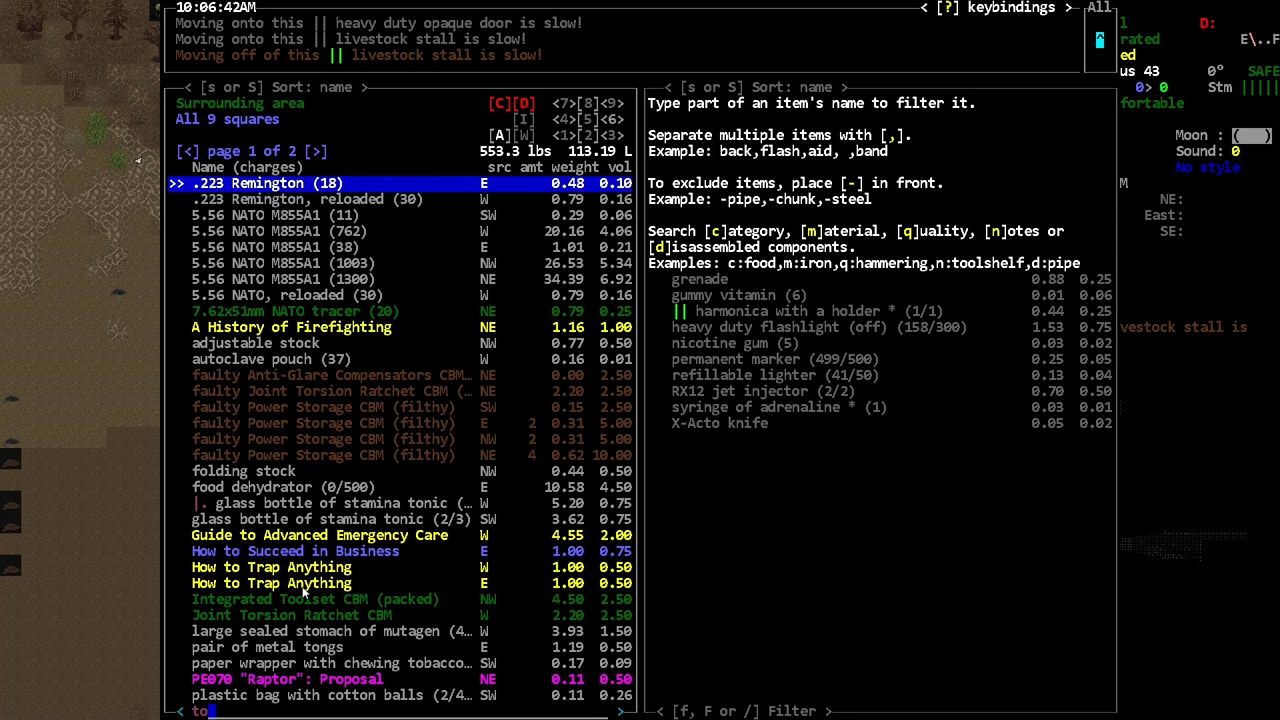 10:06:42AM
< [?] keybindings >
All
Moving onto this || heavy duty opaque door is slow!
Moving onto this || livestock stall is slow!
Moving off of this || livestock stall is slow!
^
l D:
rated E\..F
ed
us 43 0° SAFE
0> 0 Stm |||||
fortable
Moon : (    )
Sound: 0
No style
M NE:
East:
SE:
vestock stall is
< [s or S] Sort: name >
Surrounding area [C][D] <7>[8]<9>
All 9 squares [I] <4>[5]<6>
[A][W] <1>[2]<3>
[<] page 1 of 2 [>] 553.3 lbs 113.19 L
Name (charges) src amt weight vol
>> .223 Remington (18) E 0.48 0.10
.223 Remington, reloaded (30) W 0.79 0.16
5.56 NATO M855A1 (11) SW 0.29 0.06
5.56 NATO M855A1 (762) W 20.16 4.06
5.56 NATO M855A1 (38) E 1.01 0.21
5.56 NATO M855A1 (1003) NW 26.53 5.34
5.56 NATO M855A1 (1300) NE 34.39 6.92
5.56 NATO, reloaded (30) W 0.79 0.16
7.62x51mm NATO tracer (20) NE 0.79 0.25
A History of Firefighting NE 1.16 1.00
adjustable stock NW 0.77 0.50
autoclave pouch (37) W 0.16 0.01
faulty Anti-Glare Compensators CBM… NE 0.00 2.50
faulty Joint Torsion Ratchet CBM (… NE 2.20 2.50
faulty Power Storage CBM (filthy) SW 0.15 2.50
faulty Power Storage CBM (filthy) E 2 0.31 5.00
faulty Power Storage CBM (filthy) NW 2 0.31 5.00
faulty Power Storage CBM (filthy) NE 4 0.62 10.00
folding stock NW 0.44 0.50
food dehydrator (0/500) E 10.58 4.50
|. glass bottle of stamina tonic (… W 5.20 0.75
glass bottle of stamina tonic (2/3) SW 3.62 0.75
Guide to Advanced Emergency Care W 4.55 2.00
How to Succeed in Business E 1.00 0.75
How to Trap Anything W 1.00 0.50
How to Trap Anything E 1.00 0.50
Integrated Toolset CBM (packed) NW 4.50 2.50
Joint Torsion Ratchet CBM W 2.20 2.50
large sealed stomach of mutagen (4… W 3.93 1.50
pair of metal tongs E 1.19 0.50
paper wrapper with chewing tobacco… SW 0.17 0.09
PE070 "Raptor": Proposal NE 0.11 0.50
plastic bag with cotton balls (2/4… SW 0.11 0.26
< to >
< [s or S] Sort: name >
Type part of an item's name to filter it.
Separate multiple items with [,].
Example: back,flash,aid, ,band
To exclude items, place [-] in front.
Example: -pipe,-chunk,-steel
Search [c]ategory, [m]aterial, [q]uality, [n]otes or
[d]isassembled components.
Examples: c:food,m:iron,q:hammering,n:toolshelf,d:pipe
grenade 0.88 0.25
gummy vitamin (6) 0.01 0.06
|| harmonica with a holder * (1/1) 0.44 0.25
heavy duty flashlight (off) (158/300) 1.53 0.75
nicotine gum (5) 0.03 0.02
permanent marker (499/500) 0.25 0.05
refillable lighter (41/50) 0.13 0.04
RX12 jet injector (2/2) 0.70 0.50
syringe of adrenaline * (1) 0.03 0.01
X-Acto knife 0.05 0.02
< [f, F or /] Filter >